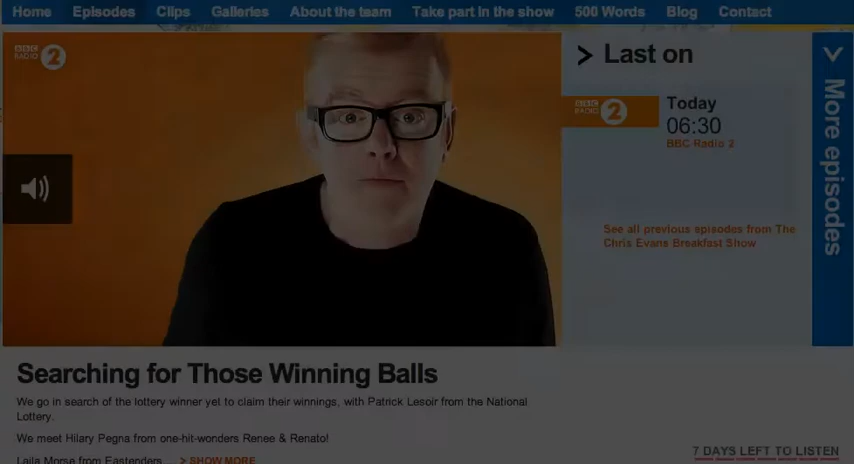 Home Episodes Clips Galleries About the team Take part in the show 500 Words Blog Contact
BBC
RADIO 2
Last on
BBC
RADIO 2
Today
06:30
BBC Radio 2
See all previous episodes from The
Chris Evans Breakfast Show
More episodes
Searching for Those Winning Balls
We go in search of the lottery winner yet to claim their winnings, with Patrick Lesoir from the National
Lottery.
We meet Hilary Pegna from one-hit-wonders Renee & Renato!
Laila Morse from Eastenders... > SHOW MORE
7 DAYS LEFT TO LISTEN